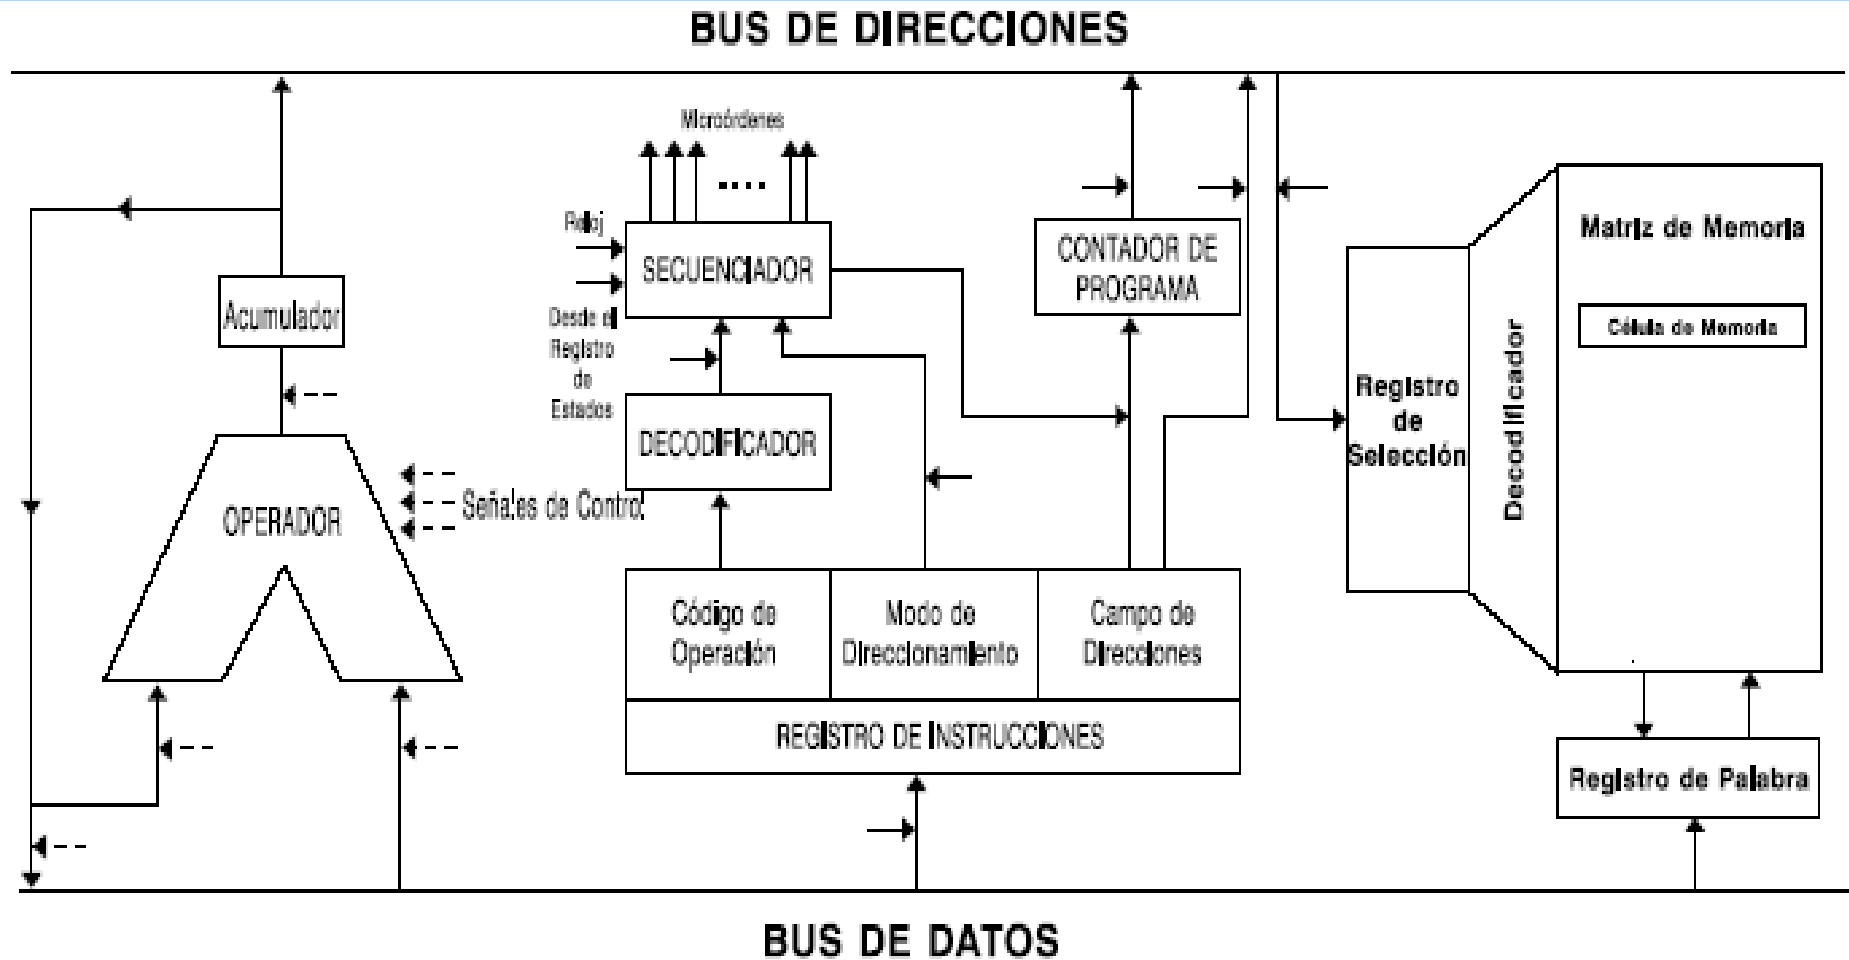 BUS DE DIRECCIONES
Microórdenes
Reloj
SECUENCIADOR
Desde el
Registro
de
Estados
DECODIFICADOR
Acumulador
OPERADOR
Señales de Control
CONTADOR DE
PROGRAMA
Código de
Operación
Modo de
Direccionamiento
Campo de
Direcciones
REGISTRO DE INSTRUCCIONES
Registro
de
Selección
Decodificador
Matriz de Memoria
Célula de Memoria
Registro de Palabra
BUS DE DATOS